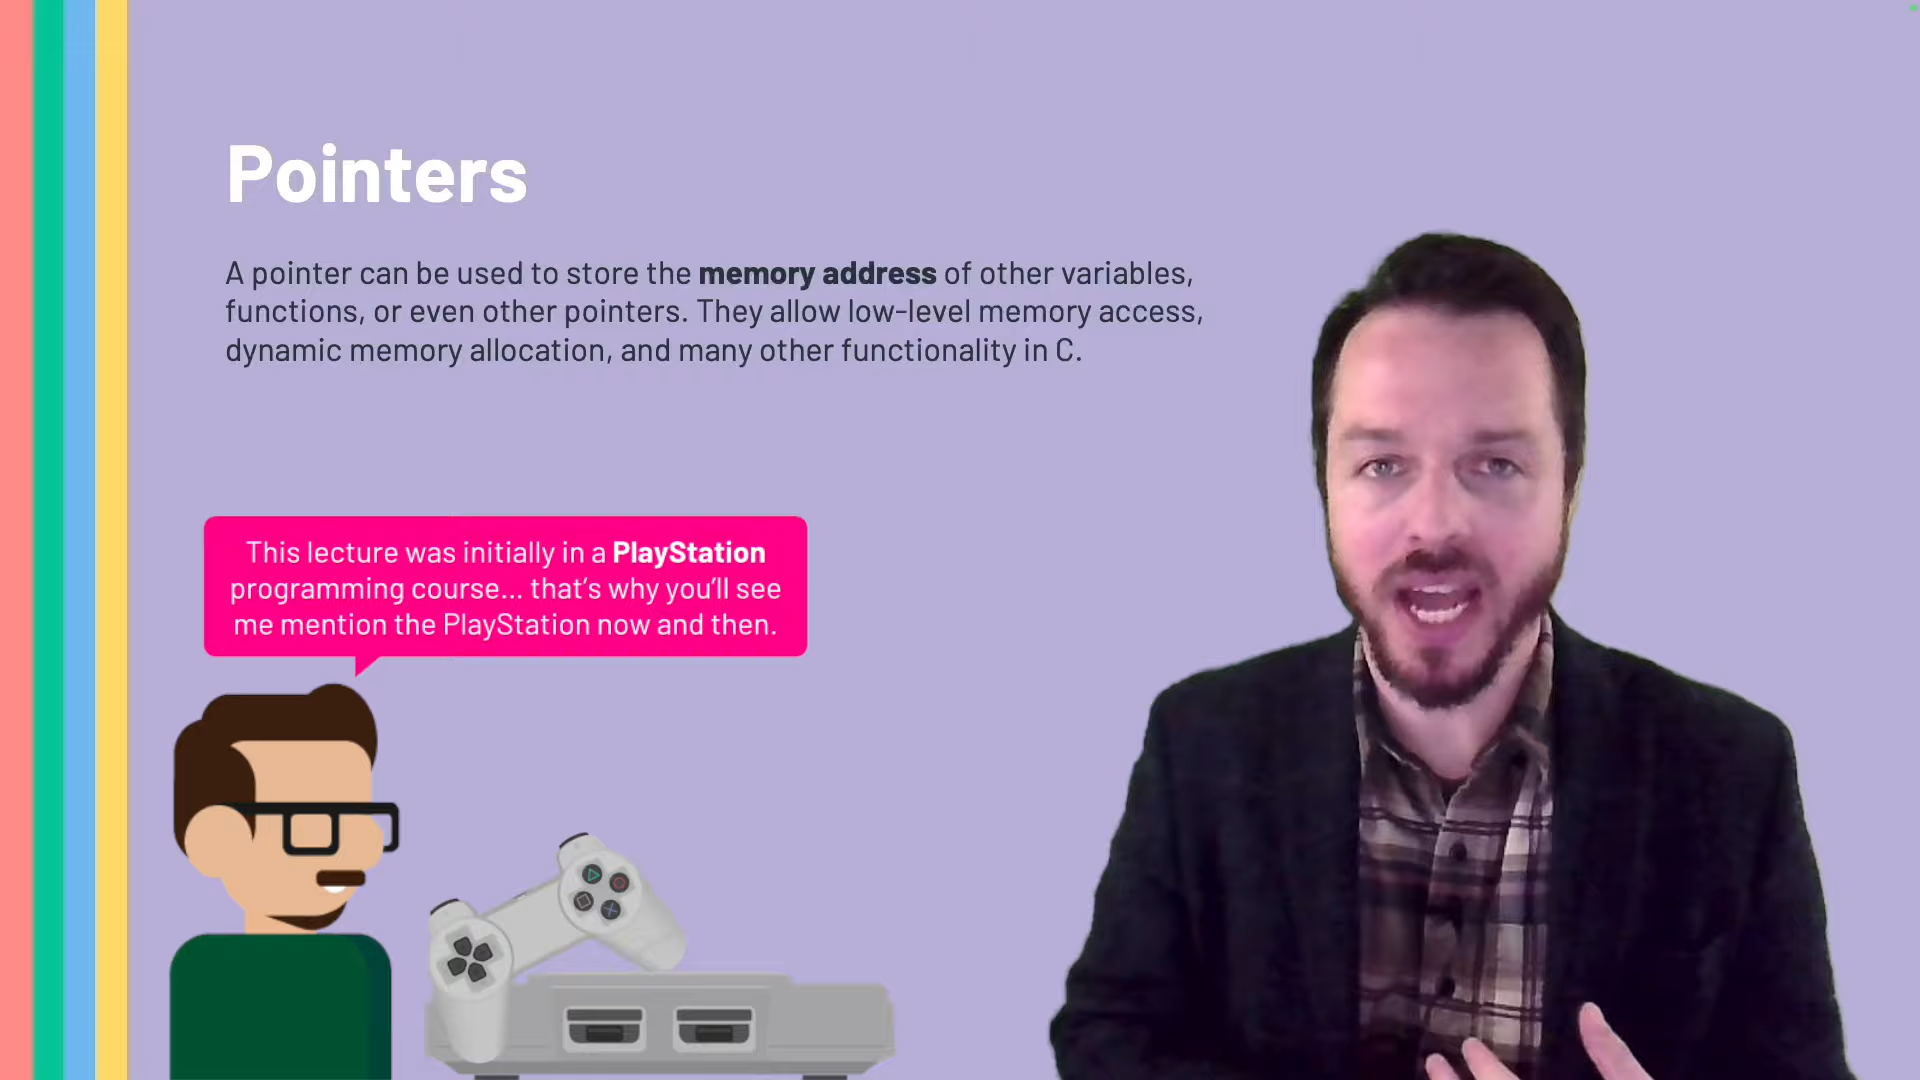 Pointers
A pointer can be used to store the memory address of other variables,
functions, or even other pointers. They allow low-level memory access,
dynamic memory allocation, and many other functionality in C.
This lecture was initially in a PlayStation
programming course... that's why you'll see
me mention the PlayStation now and then.